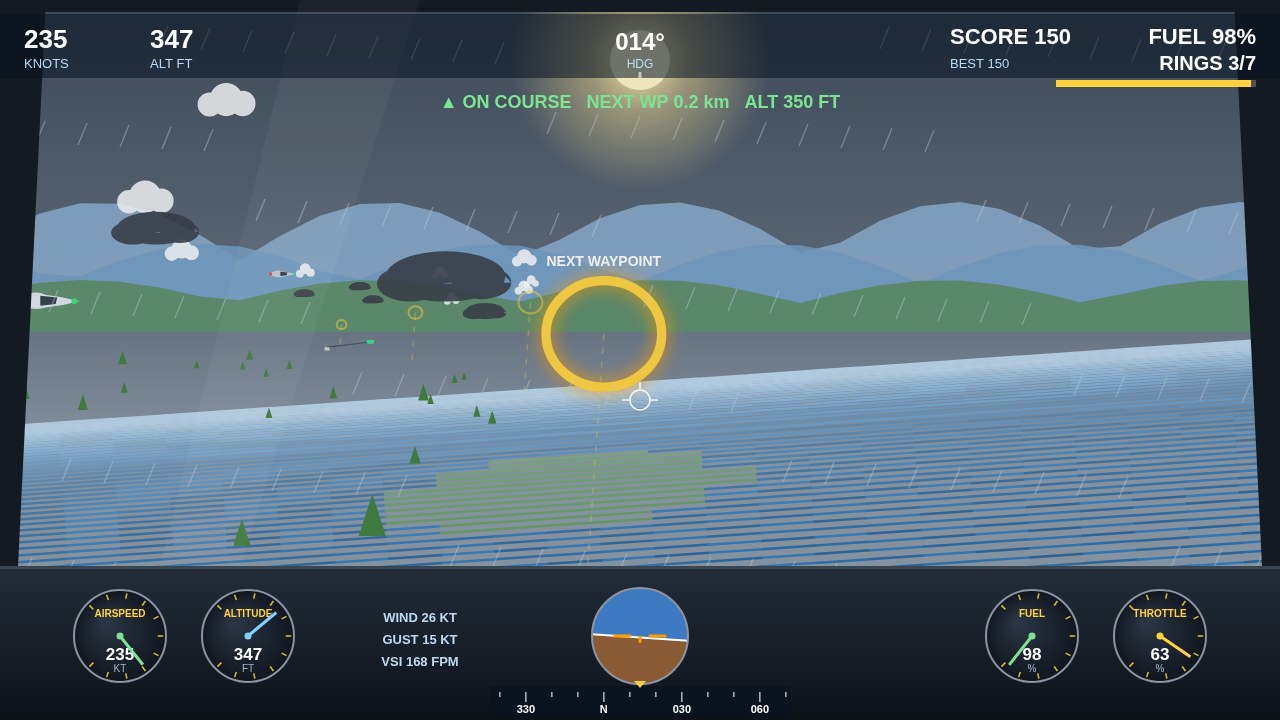 235
KNOTS
347
ALT FT
014°
HDG
SCORE 150
BEST 150
FUEL 98%
RINGS 3/7
▲ ON COURSE NEXT WP 0.2 km ALT 350 FT
NEXT WAYPOINT
AIRSPEED
235
KT
ALTITUDE
347
FT
WIND 26 KT
GUST 15 KT
VSI 168 FPM
330 N 030 060
FUEL
98
%
THROTTLE
63
%